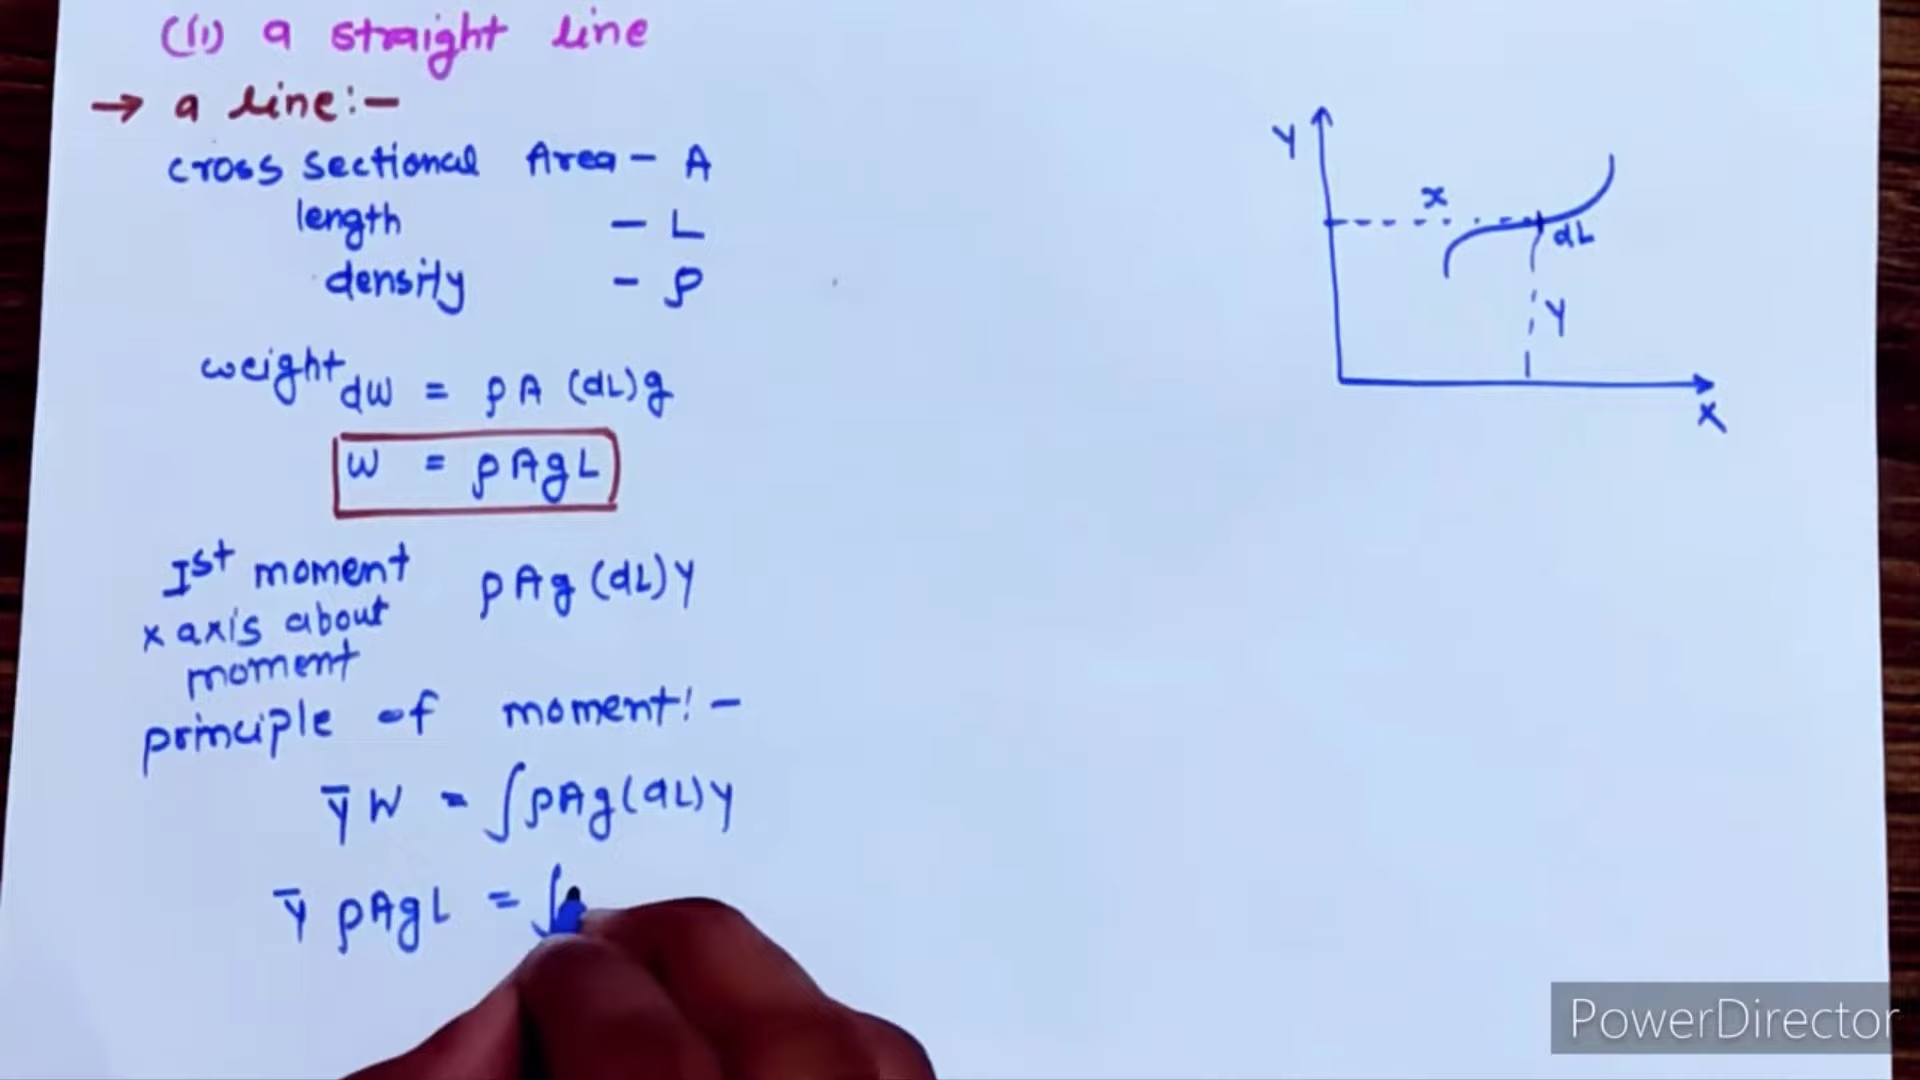 (ii) a straight line
→ a line:-
cross sectional Area - A
length - L
density - ρ
weight dW = ρA (dL)g
W = ρAgL
Ist moment ρAg (dL) y
x axis about
moment
principle of moment:-
ȳ W = ∫ρAg(dL)y
ȳ ρAgL = ∫
Y
x
dL
y
X
PowerDirector